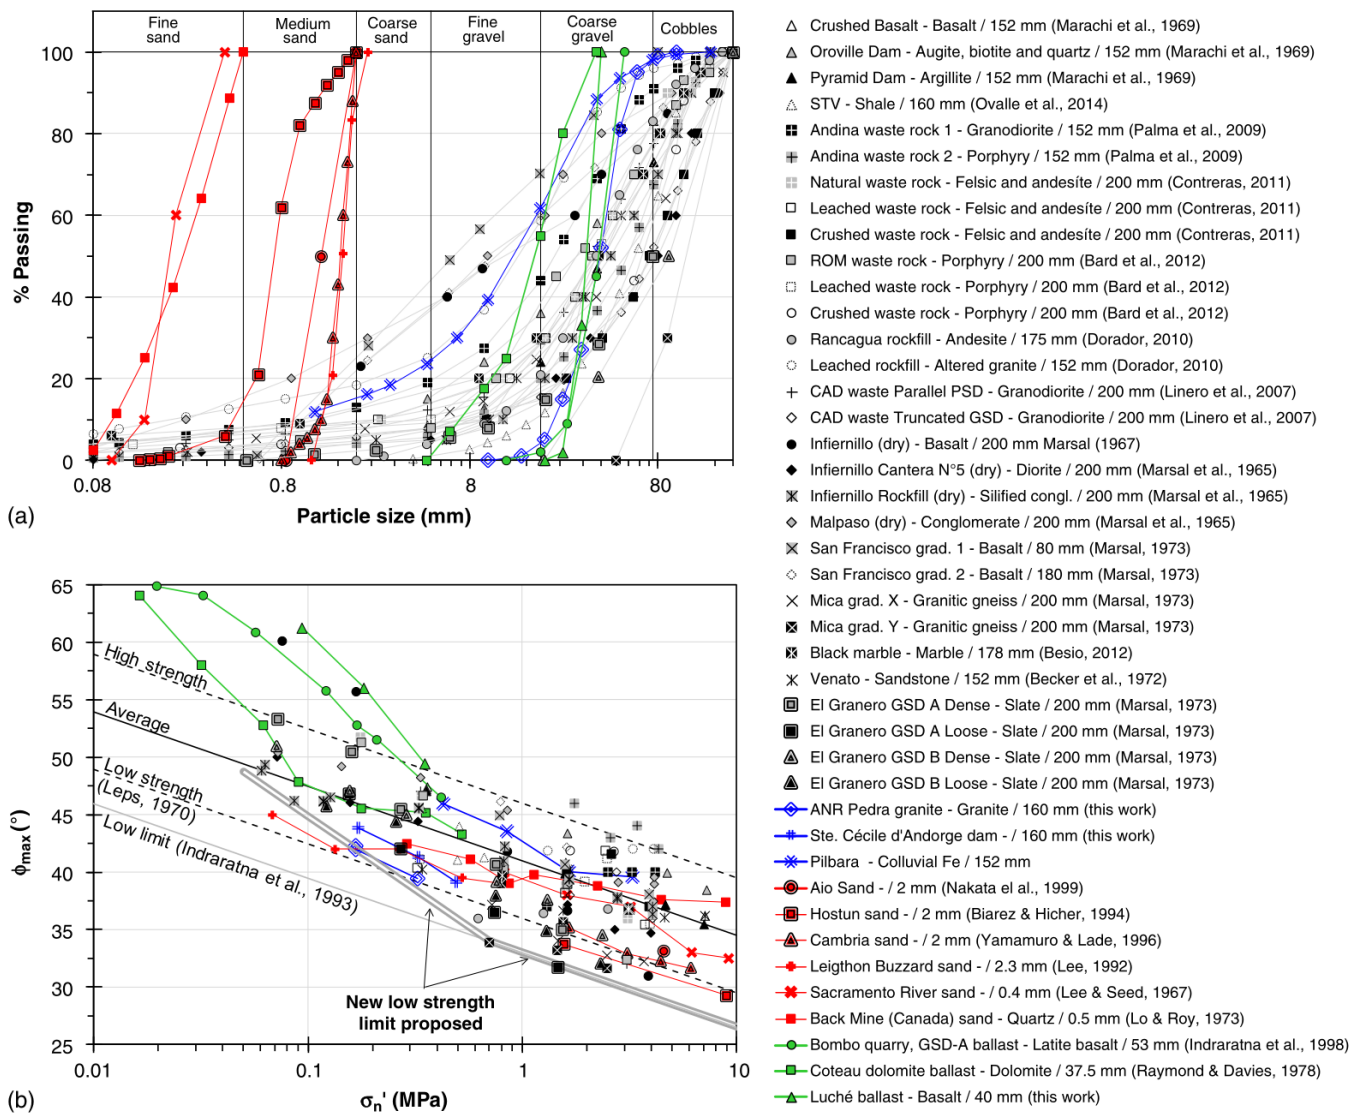 Fine sand
Medium sand
Coarse sand
Fine gravel
Coarse gravel
Cobbles
100
80
60
40
20
0
% Passing
0.08
0.8
8
80
Particle size (mm)
(a)
65
60
55
50
45
40
35
30
25
ϕmax (°)
High strength
Average
Low strength
(Leps, 1970)
Low limit (Indraratna et al., 1993)
New low strength
limit proposed
0.01
0.1
1
10
σn' (MPa)
(b)
Crushed Basalt - Basalt / 152 mm (Marachi et al., 1969)
Oroville Dam - Augite, biotite and quartz / 152 mm (Marachi et al., 1969)
Pyramid Dam - Argillite / 152 mm (Marachi et al., 1969)
STV - Shale / 160 mm (Ovalle et al., 2014)
Andina waste rock 1 - Granodiorite / 152 mm (Palma et al., 2009)
Andina waste rock 2 - Porphyry / 152 mm (Palma et al., 2009)
Natural waste rock - Felsic and andesíte / 200 mm (Contreras, 2011)
Leached waste rock - Felsic and andesíte / 200 mm (Contreras, 2011)
Crushed waste rock - Felsic and andesíte / 200 mm (Contreras, 2011)
ROM waste rock - Porphyry / 200 mm (Bard et al., 2012)
Leached waste rock - Porphyry / 200 mm (Bard et al., 2012)
Crushed waste rock - Porphyry / 200 mm (Bard et al., 2012)
Rancagua rockfill - Andesite / 175 mm (Dorador, 2010)
Leached rockfill - Altered granite / 152 mm (Dorador, 2010)
CAD waste Parallel PSD - Granodiorite / 200 mm (Linero et al., 2007)
CAD waste Truncated GSD - Granodiorite / 200 mm (Linero et al., 2007)
Infiernillo (dry) - Basalt / 200 mm Marsal (1967)
Infiernillo Cantera N°5 (dry) - Diorite / 200 mm (Marsal et al., 1965)
Infiernillo Rockfill (dry) - Silified congl. / 200 mm (Marsal et al., 1965)
Malpaso (dry) - Conglomerate / 200 mm (Marsal et al., 1965)
San Francisco grad. 1 - Basalt / 80 mm (Marsal, 1973)
San Francisco grad. 2 - Basalt / 180 mm (Marsal, 1973)
Mica grad. X - Granitic gneiss / 200 mm (Marsal, 1973)
Mica grad. Y - Granitic gneiss / 200 mm (Marsal, 1973)
Black marble - Marble / 178 mm (Besio, 2012)
Venato - Sandstone / 152 mm (Becker et al., 1972)
El Granero GSD A Dense - Slate / 200 mm (Marsal, 1973)
El Granero GSD A Loose - Slate / 200 mm (Marsal, 1973)
El Granero GSD B Dense - Slate / 200 mm (Marsal, 1973)
El Granero GSD B Loose - Slate / 200 mm (Marsal, 1973)
ANR Pedra granite - Granite / 160 mm (this work)
Ste. Cécile d'Andorge dam - / 160 mm (this work)
Pilbara - Colluvial Fe / 152 mm
Aio Sand - / 2 mm (Nakata el al., 1999)
Hostun sand - / 2 mm (Biarez & Hicher, 1994)
Cambria sand - / 2 mm (Yamamuro & Lade, 1996)
Leigthon Buzzard sand - / 2.3 mm (Lee, 1992)
Sacramento River sand - / 0.4 mm (Lee & Seed, 1967)
Back Mine (Canada) sand - Quartz / 0.5 mm (Lo & Roy, 1973)
Bombo quarry, GSD-A ballast - Latite basalt / 53 mm (Indraratna et al., 1998)
Coteau dolomite ballast - Dolomite / 37.5 mm (Raymond & Davies, 1978)
Luché ballast - Basalt / 40 mm (this work)